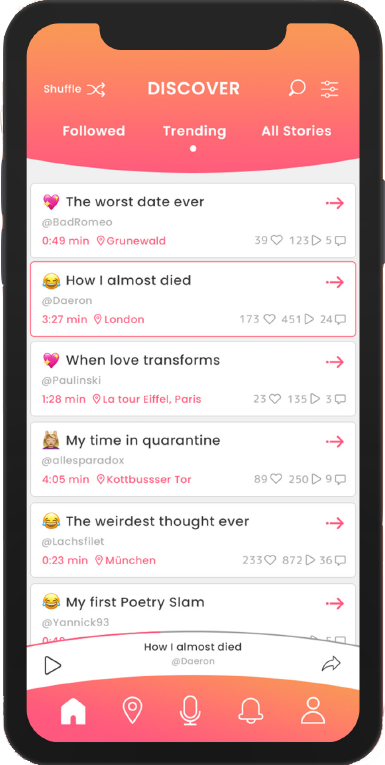 Shuffle DISCOVER
Followed Trending All Stories
The worst date ever
@BadRomeo
0:49 min Grunewald 39 123 5
How I almost died
@Daeron
3:27 min London 173 451 24
When love transforms
@Paulinski
1:28 min La tour Eiffel, Paris 23 135 3
My time in quarantine
@allesparadox
4:05 min Kottbussser Tor 89 250 9
The weirdest thought ever
@Lachsfilet
0:23 min München 233 872 36
My first Poetry Slam
@Yannick93
How I almost died
@Daeron